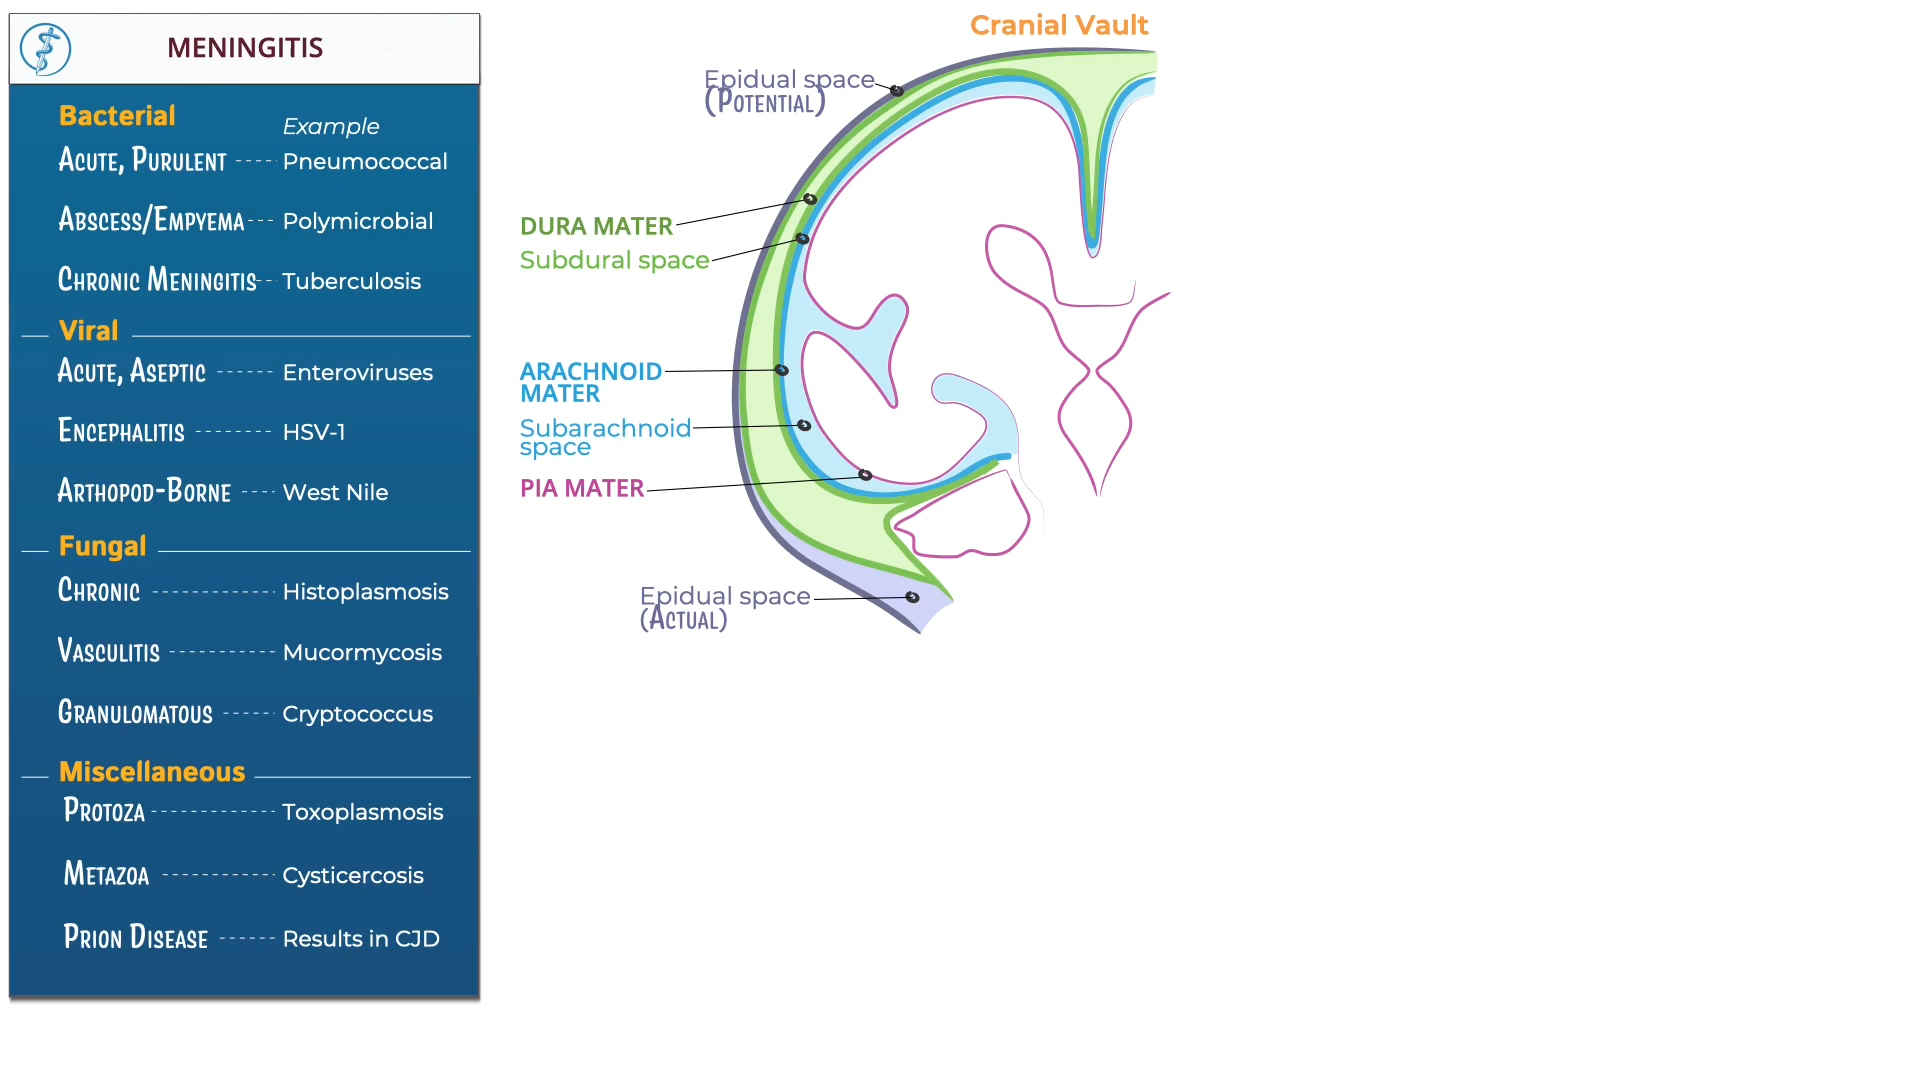 MENINGITIS
Bacterial
Example
Acute, Purulent Pneumococcal
Abscess/Empyema Polymicrobial
Chronic Meningitis Tuberculosis
Viral
Acute, Aseptic Enteroviruses
Encephalitis HSV-1
Arthopod-Borne West Nile
Fungal
Chronic Histoplasmosis
Vasculitis Mucormycosis
Granulomatous Cryptococcus
Miscellaneous
Protoza Toxoplasmosis
Metazoa Cysticercosis
Prion Disease Results in CJD
Cranial Vault
Epidual space
(Potential)
DURA MATER
Subdural space
ARACHNOID
MATER
Subarachnoid
space
PIA MATER
Epidual space
(Actual)